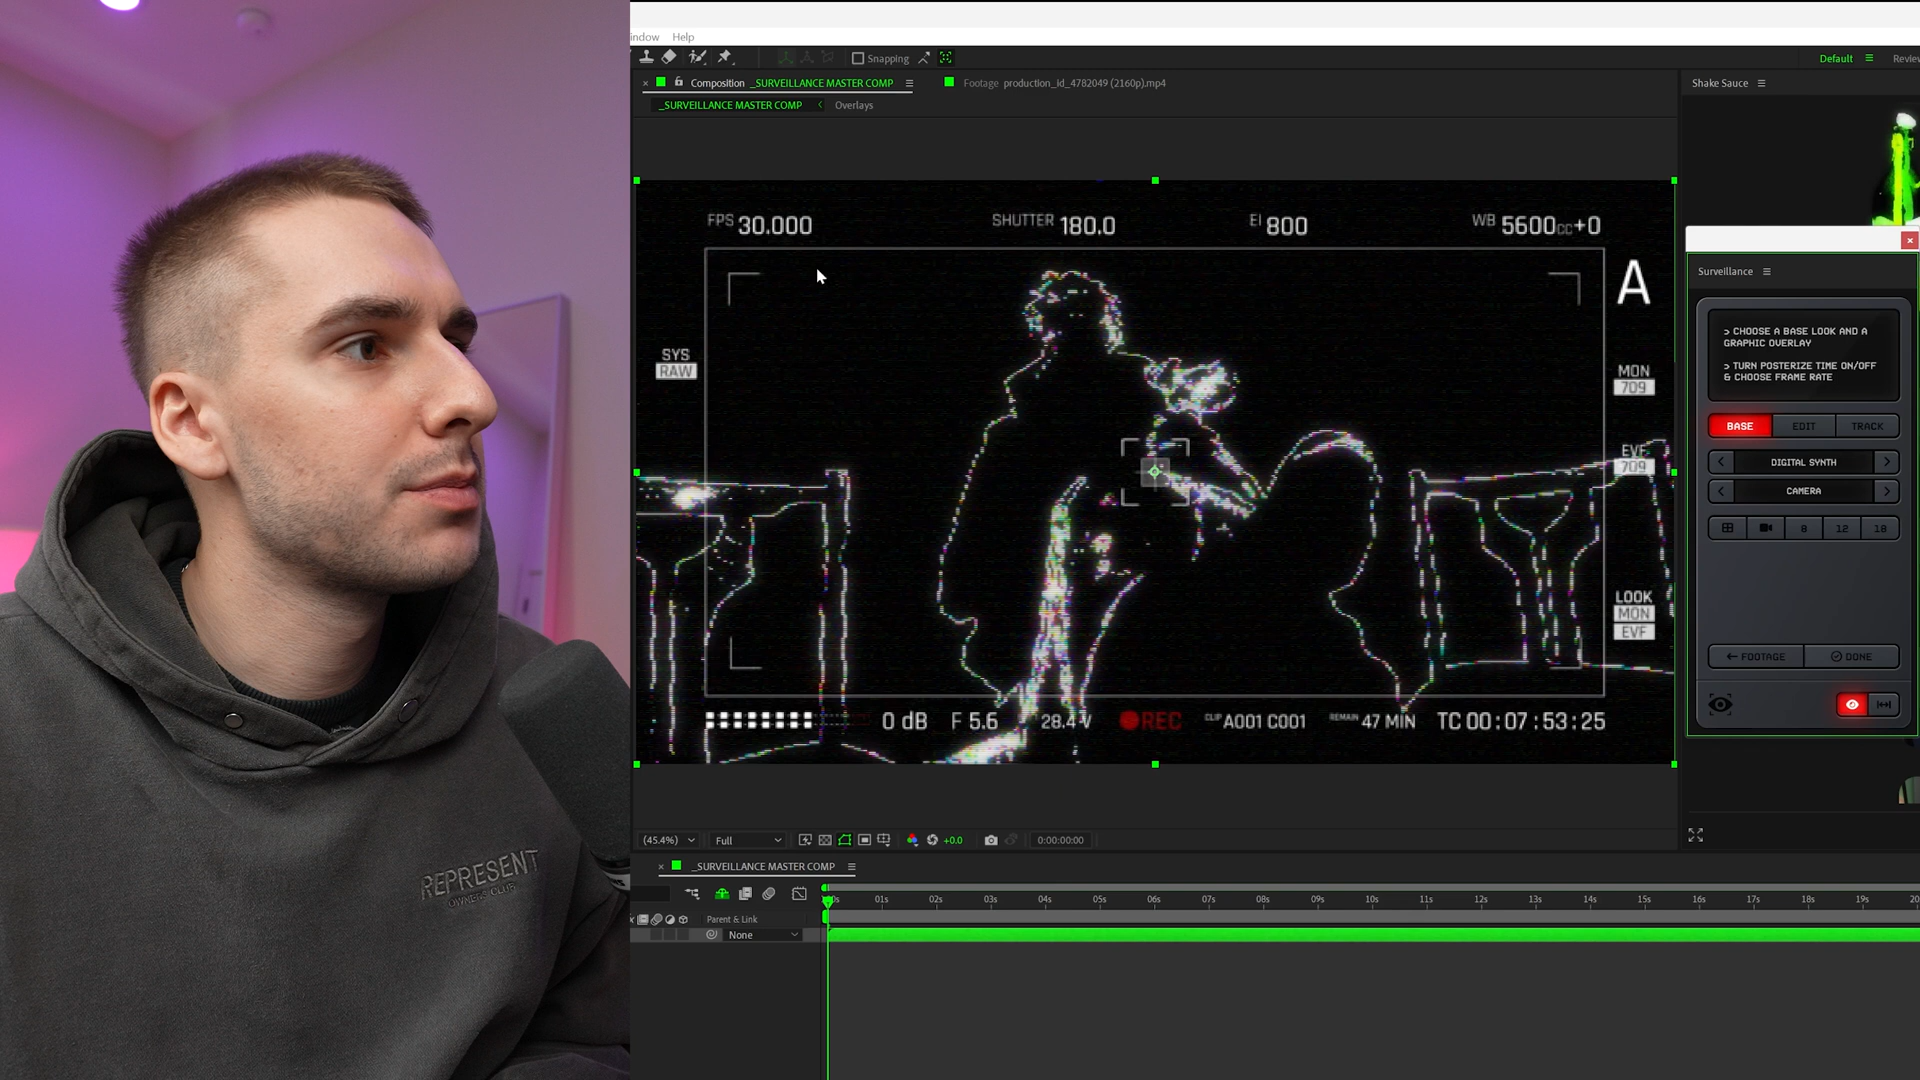 Help
Snapping
Default
Composition _SURVEILLANCE MASTER COMP
Footage production_id_4782049 (2160p).mp4
Shake Sauce
_SURVEILLANCE MASTER COMP
Overlays
FPS 30.000
SHUTTER 180.0
EI 800
WB 5600CC+0
A
SYS
RAW
MON
709
EVF
709
LOOK
MON
EVF
0 dB
F 5.6
28.4 V
REC
CLIP A001 C001
REMAIN 47 MIN
TC 00:07:53:25
Surveillance
> CHOOSE A BASE LOOK AND A
GRAPHIC OVERLAY
> TURN POSTERIZE TIME ON/OFF
& CHOOSE FRAME RATE
BASE
EDIT
TRACK
DIGITAL SYNTH
CAMERA
8
12
18
FOOTAGE
DONE
(45.4%)
Full
+0.0
0:00:00:00
_SURVEILLANCE MASTER COMP
01s 02s 03s 04s 05s 06s 07s 08s 09s 10s 11s 12s 13s 14s 15s 16s 17s 18s 19s
Parent & Link
None
REPRESENT
OWNERS CLUB